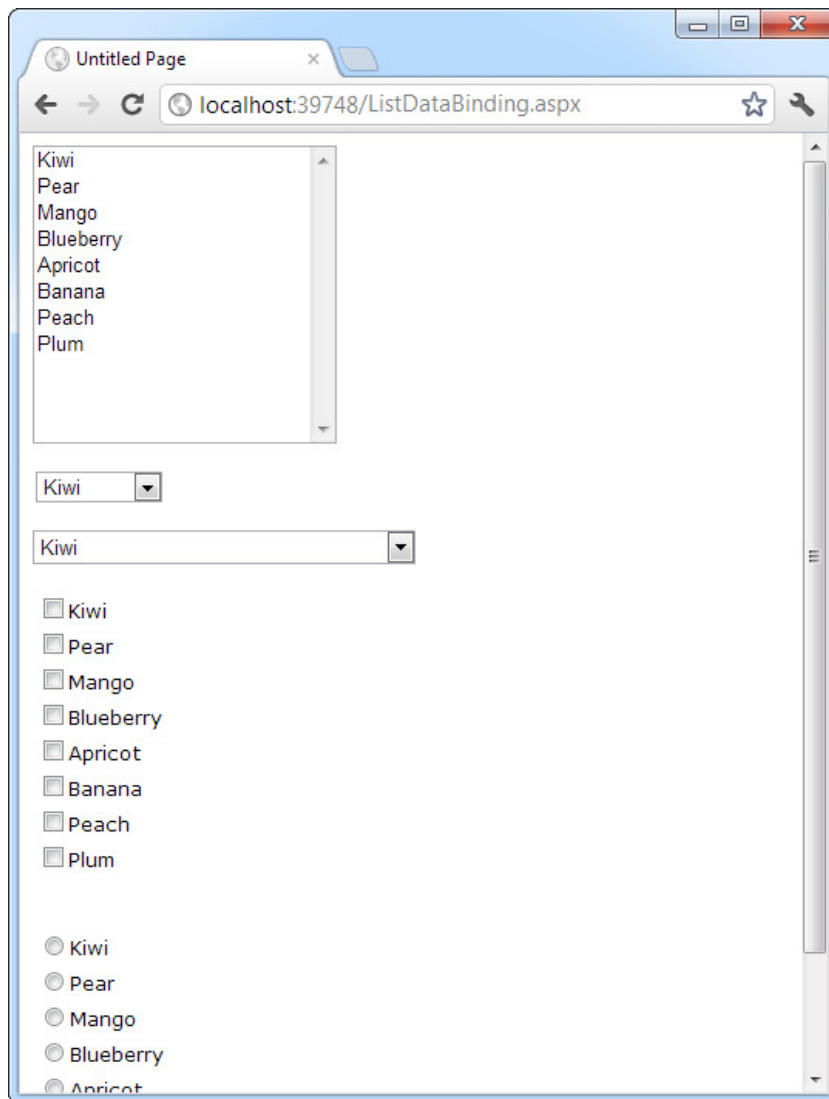 Untitled Page
localhost:39748/ListDataBinding.aspx
Kiwi
Pear
Mango
Blueberry
Apricot
Banana
Peach
Plum
Kiwi
Kiwi
Kiwi
Pear
Mango
Blueberry
Apricot
Banana
Peach
Plum
Kiwi
Pear
Mango
Blueberry
Apricot